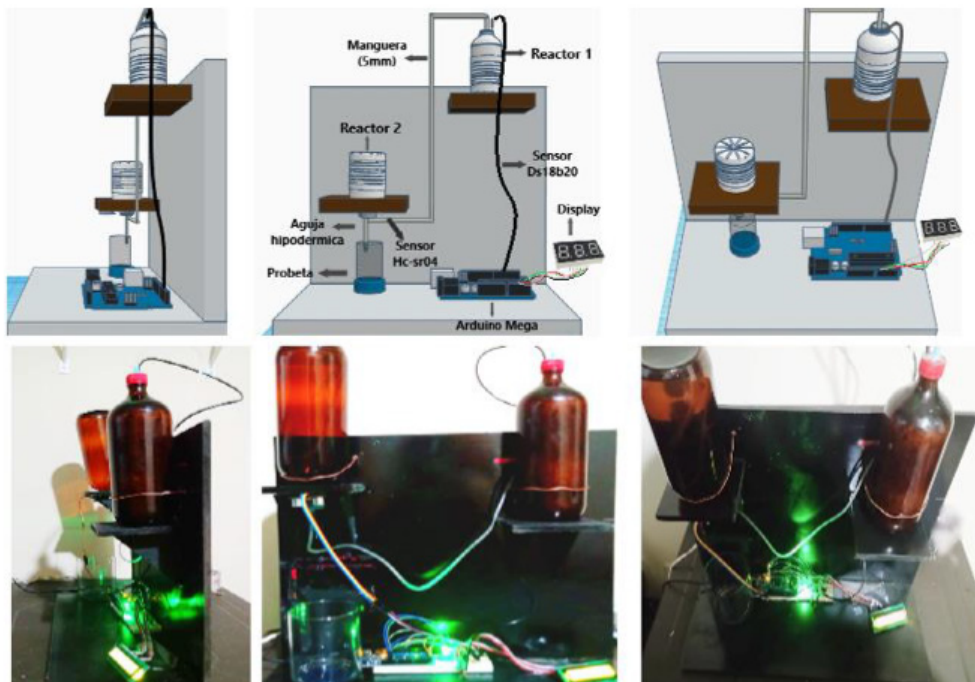 Manguera
(5mm)
Reactor 1
Reactor 2
Sensor
Ds18b20
Display
Aguja
hipodermica
Sensor
Hc-sr04
Probeta
Arduino Mega